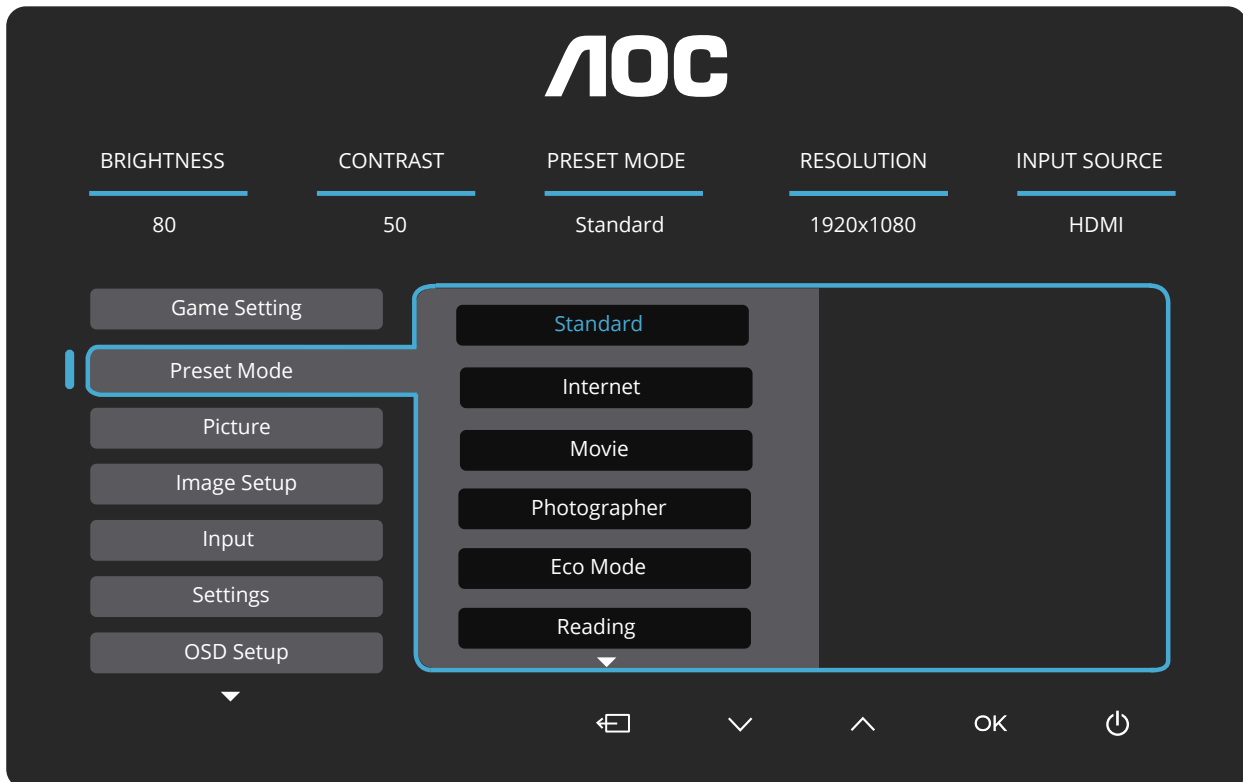 AOC
BRIGHTNESS CONTRAST PRESET MODE RESOLUTION INPUT SOURCE
80 50 Standard 1920x1080 HDMI
Game Setting
Preset Mode
Picture
Image Setup
Input
Settings
OSD Setup
Standard
Internet
Movie
Photographer
Eco Mode
Reading
OK